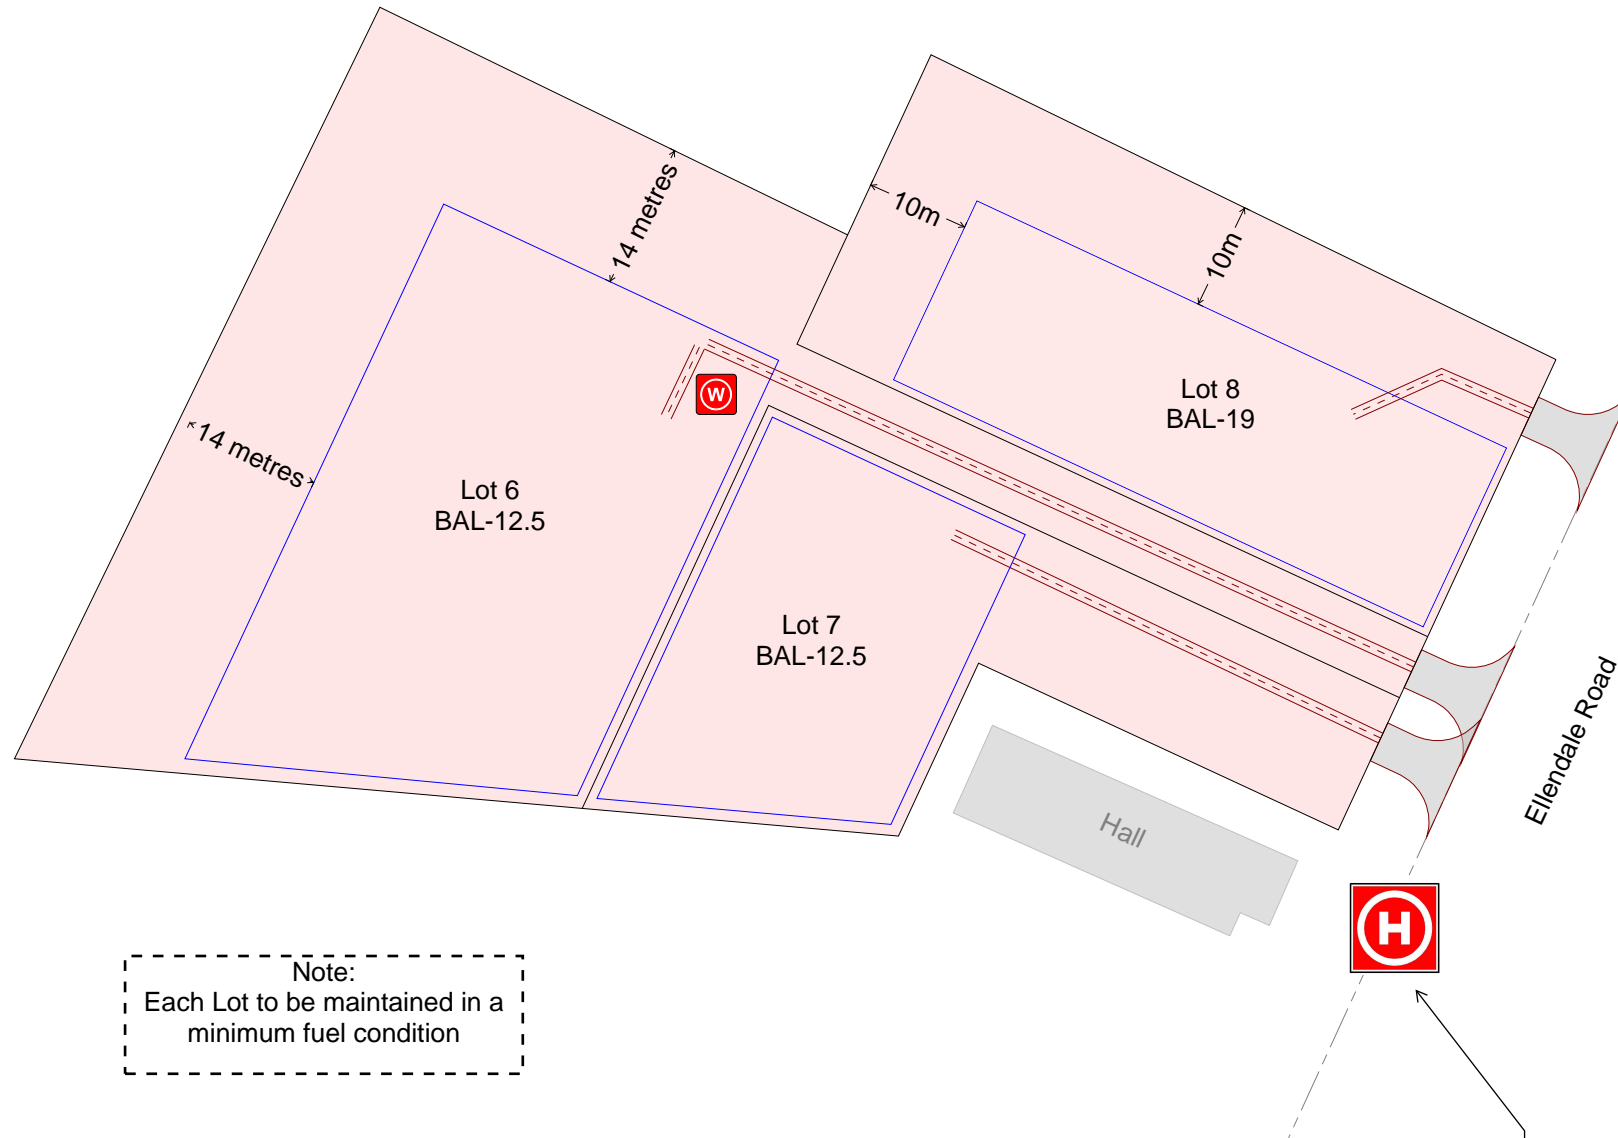 14 metres
10m
10m
14 metres
W
Lot 8
BAL-19
Lot 6
BAL-12.5
Lot 7
BAL-12.5
Ellendale Road
Hall
H
Note:
Each Lot to be maintained in a
minimum fuel condition